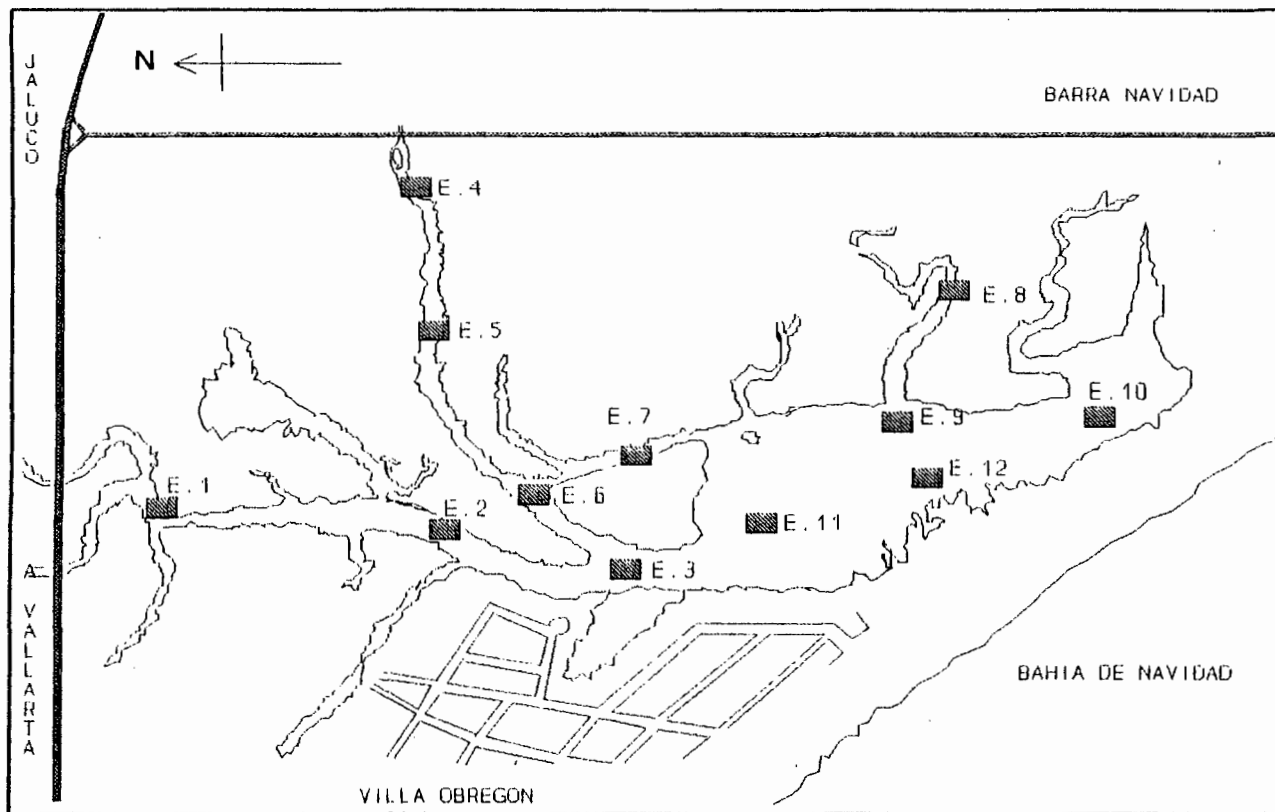 JALUCO
N
BARRA NAVIDAD
E.4
E.8
E.5
E.10
E.7
E.9
E.12
E.1
E.6
E.2
E.11
E.3
A VALLARTA
BAHIA DE NAVIDAD
VILLA OBREGON